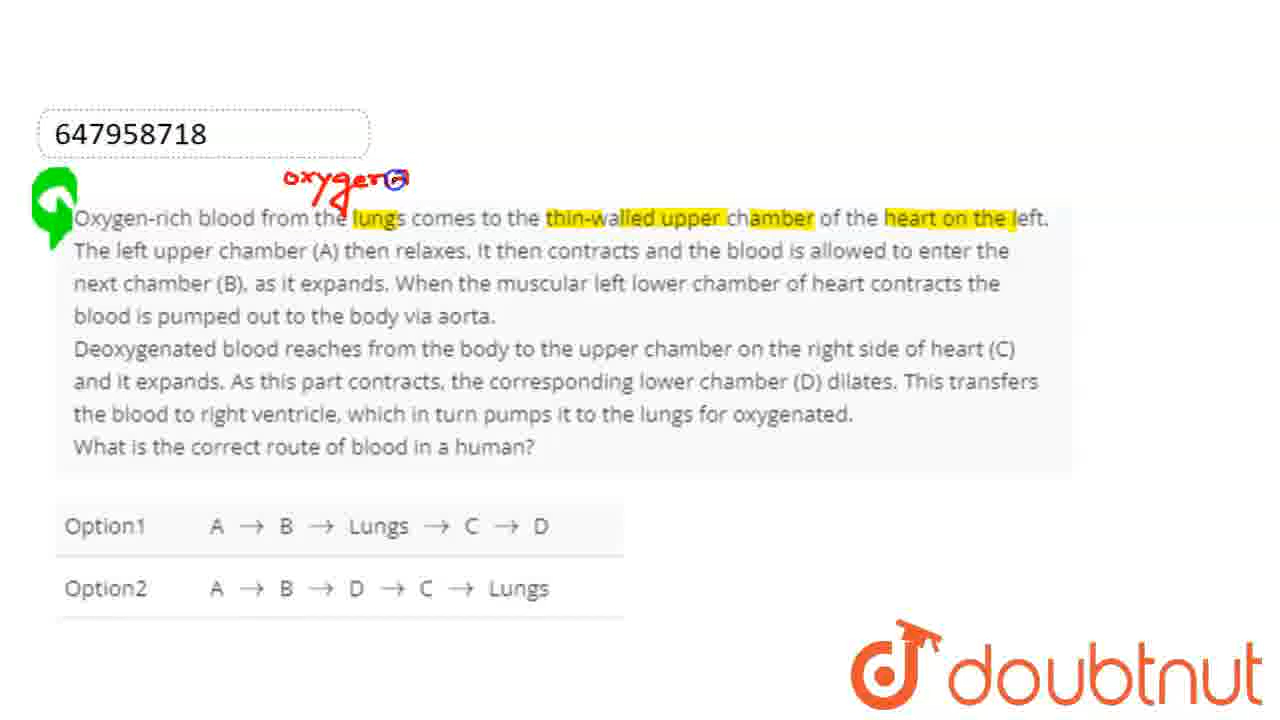 647958718
oxygen
Oxygen-rich blood from the lungs comes to the thin-walled upper chamber of the heart on the left.
The left upper chamber (A) then relaxes. It then contracts and the blood is allowed to enter the
next chamber (B), as it expands. When the muscular left lower chamber of heart contracts the
blood is pumped out to the body via aorta.
Deoxygenated blood reaches from the body to the upper chamber on the right side of heart (C)
and it expands. As this part contracts, the corresponding lower chamber (D) dilates. This transfers
the blood to right ventricle, which in turn pumps it to the lungs for oxygenated.
What is the correct route of blood in a human?
Option1 A → B → Lungs → C → D
Option2 A → B → D → C → Lungs
doubtnut